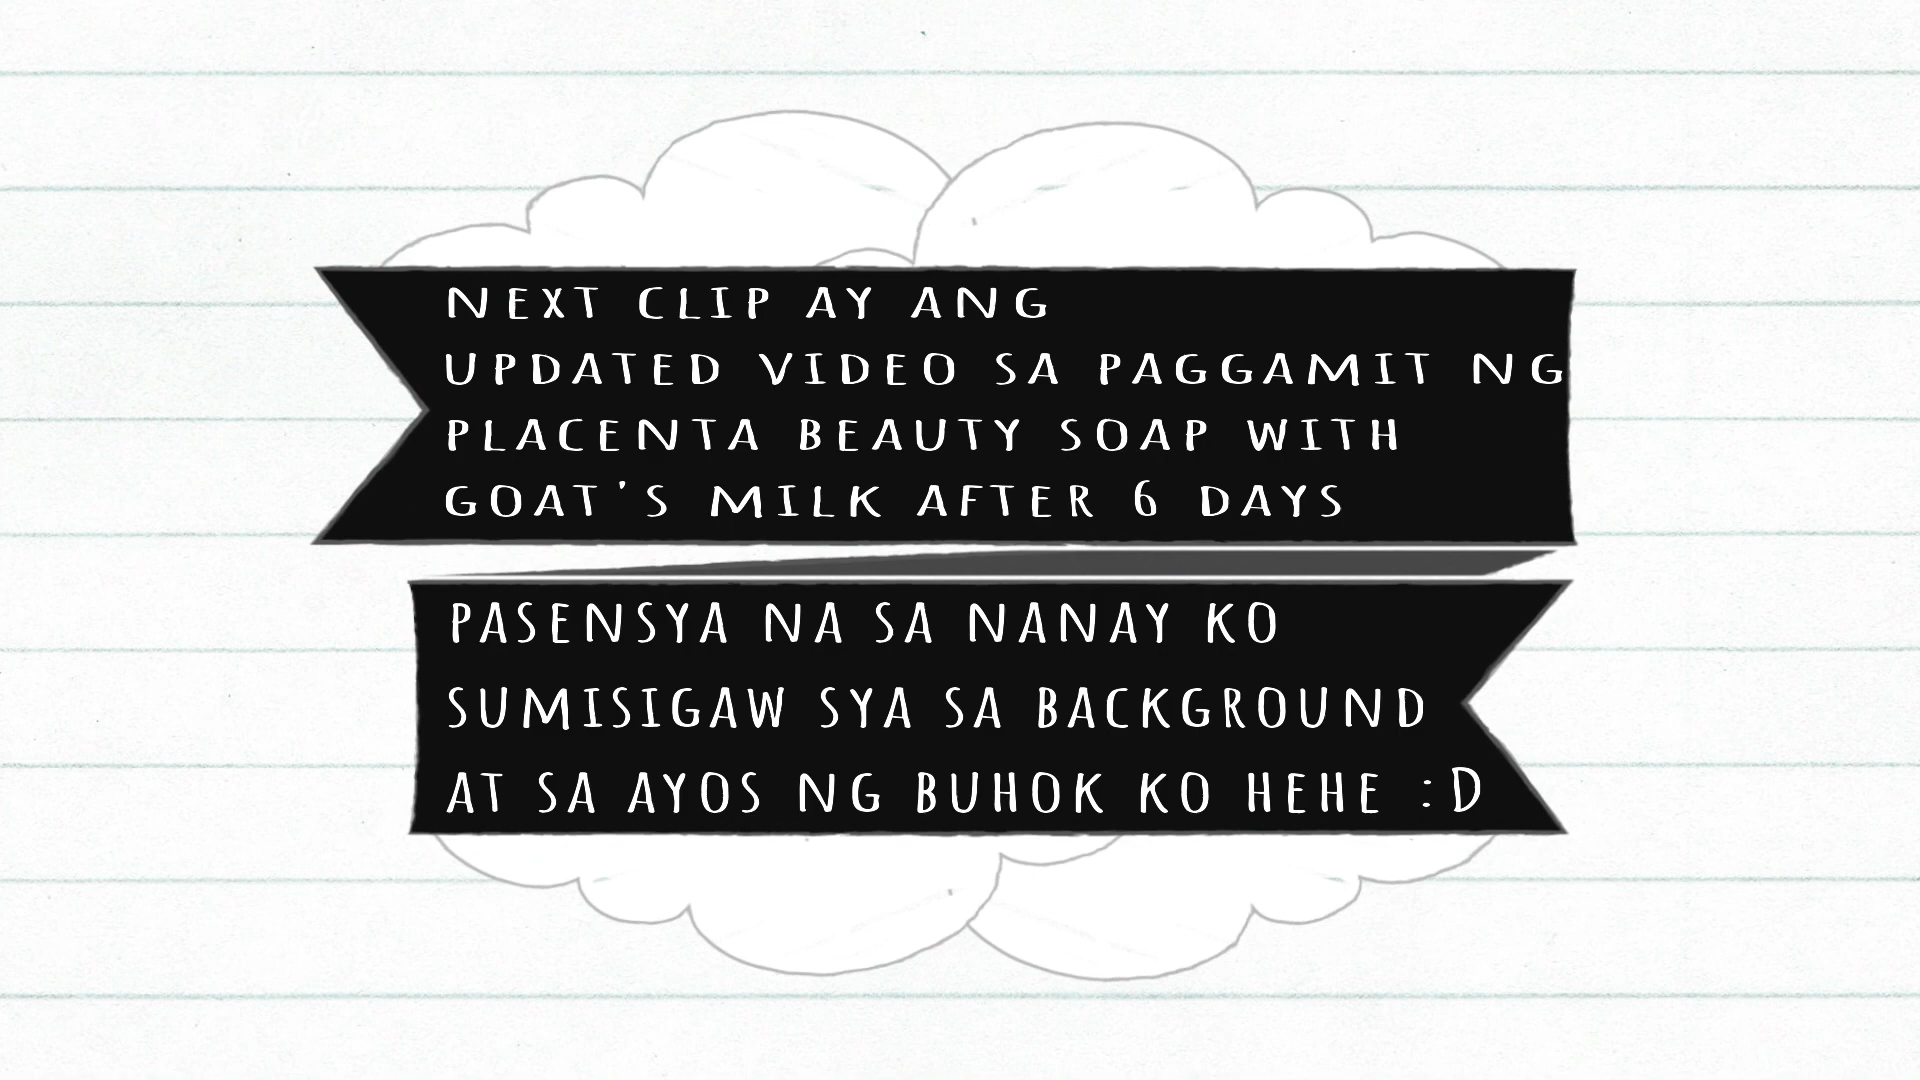 NEXT CLIP AY ANG
UPDATED VIDEO SA PAGGAMIT NG
PLACENTA BEAUTY SOAP WITH
GOAT'S MILK AFTER 6 DAYS
PASENSYA NA SA NANAY KO
SUMISIGAW SYA SA BACKGROUND
AT SA AYOS NG BUHOK KO HEHE :D